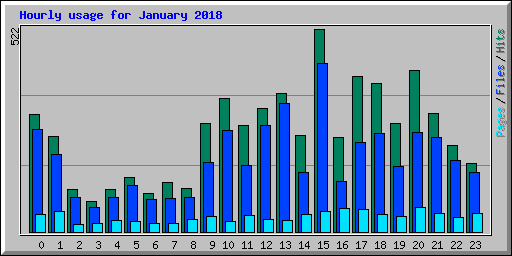 Hourly usage for January 2018
522
Pages/Files/Hits
0 1 2 3 4 5 6 7 8 9 10 11 12 13 14 15 16 17 18 19 20 21 22 23